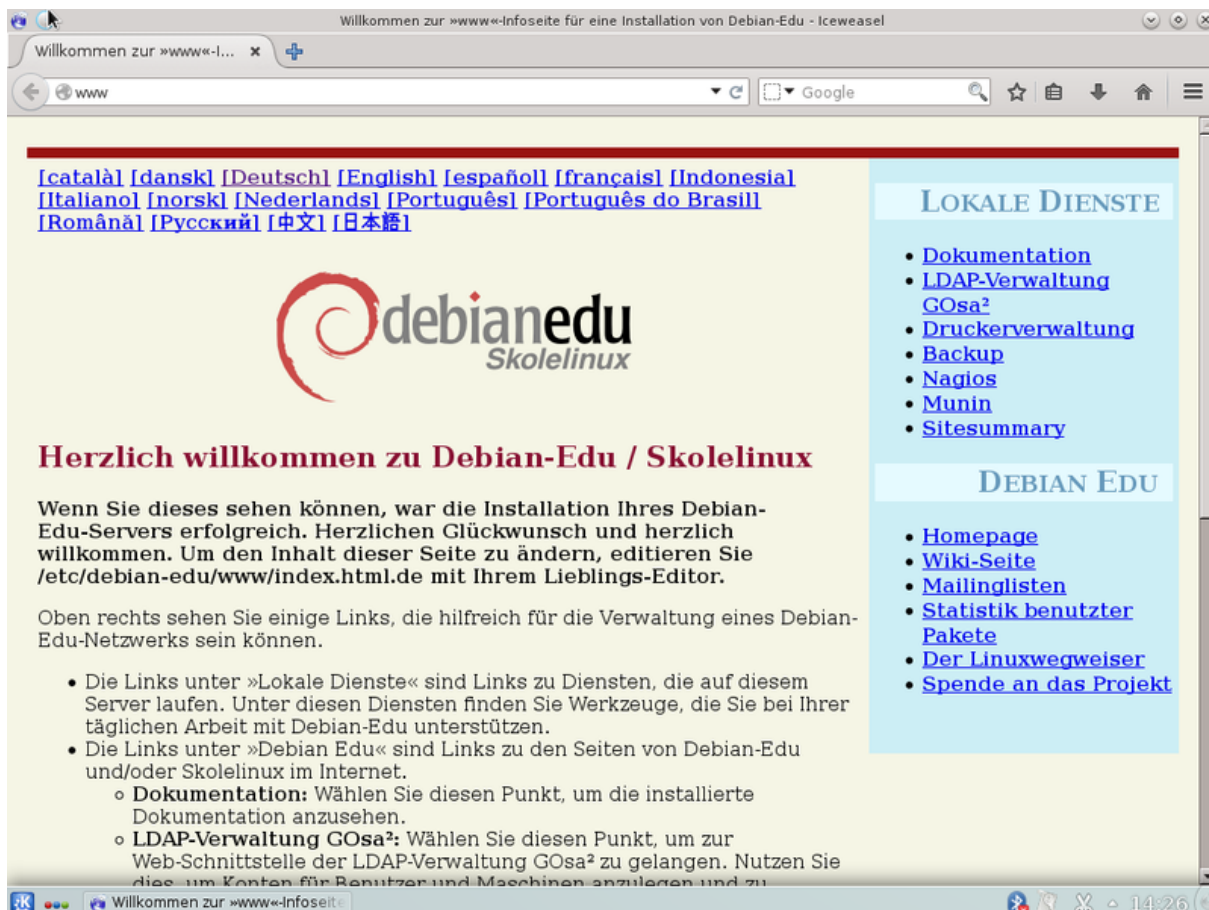 Willkommen zur »www«-Infoseite für eine Installation von Debian-Edu - Iceweasel
Willkommen zur »www«-I...
www
Google
[català] [dansk] [Deutsch] [English] [español] [français] [Indonesia]
[Italiano] [norsk] [Nederlands] [Português] [Português do Brasil]
[Română] [Русский] [中文] [日本語]
debianedu
Skolelinux
Herzlich willkommen zu Debian-Edu / Skolelinux
Wenn Sie dieses sehen können, war die Installation Ihres Debian-
Edu-Servers erfolgreich. Herzlichen Glückwunsch und herzlich
willkommen. Um den Inhalt dieser Seite zu ändern, editieren Sie
/etc/debian-edu/www/index.html.de mit Ihrem Lieblings-Editor.
Oben rechts sehen Sie einige Links, die hilfreich für die Verwaltung eines Debian-
Edu-Netzwerks sein können.
Die Links unter »Lokale Dienste« sind Links zu Diensten, die auf diesem
Server laufen. Unter diesen Diensten finden Sie Werkzeuge, die Sie bei Ihrer
täglichen Arbeit mit Debian-Edu unterstützen.
Die Links unter »Debian Edu« sind Links zu den Seiten von Debian-Edu
und/oder Skolelinux im Internet.
Dokumentation: Wählen Sie diesen Punkt, um die installierte
Dokumentation anzusehen.
LDAP-Verwaltung GOsa²: Wählen Sie diesen Punkt, um zur
Web-Schnittstelle der LDAP-Verwaltung GOsa² zu gelangen. Nutzen Sie
dies, um Konten für Benutzer und Maschinen anzulegen und zu
Lokale Dienste
Dokumentation
LDAP-Verwaltung
GOsa²
Druckerverwaltung
Backup
Nagios
Munin
Sitesummary
Debian Edu
Homepage
Wiki-Seite
Mailinglisten
Statistik benutzter
Pakete
Der Linuxwegweiser
Spende an das Projekt
Willkommen zur »www«-Infoseite
14:26